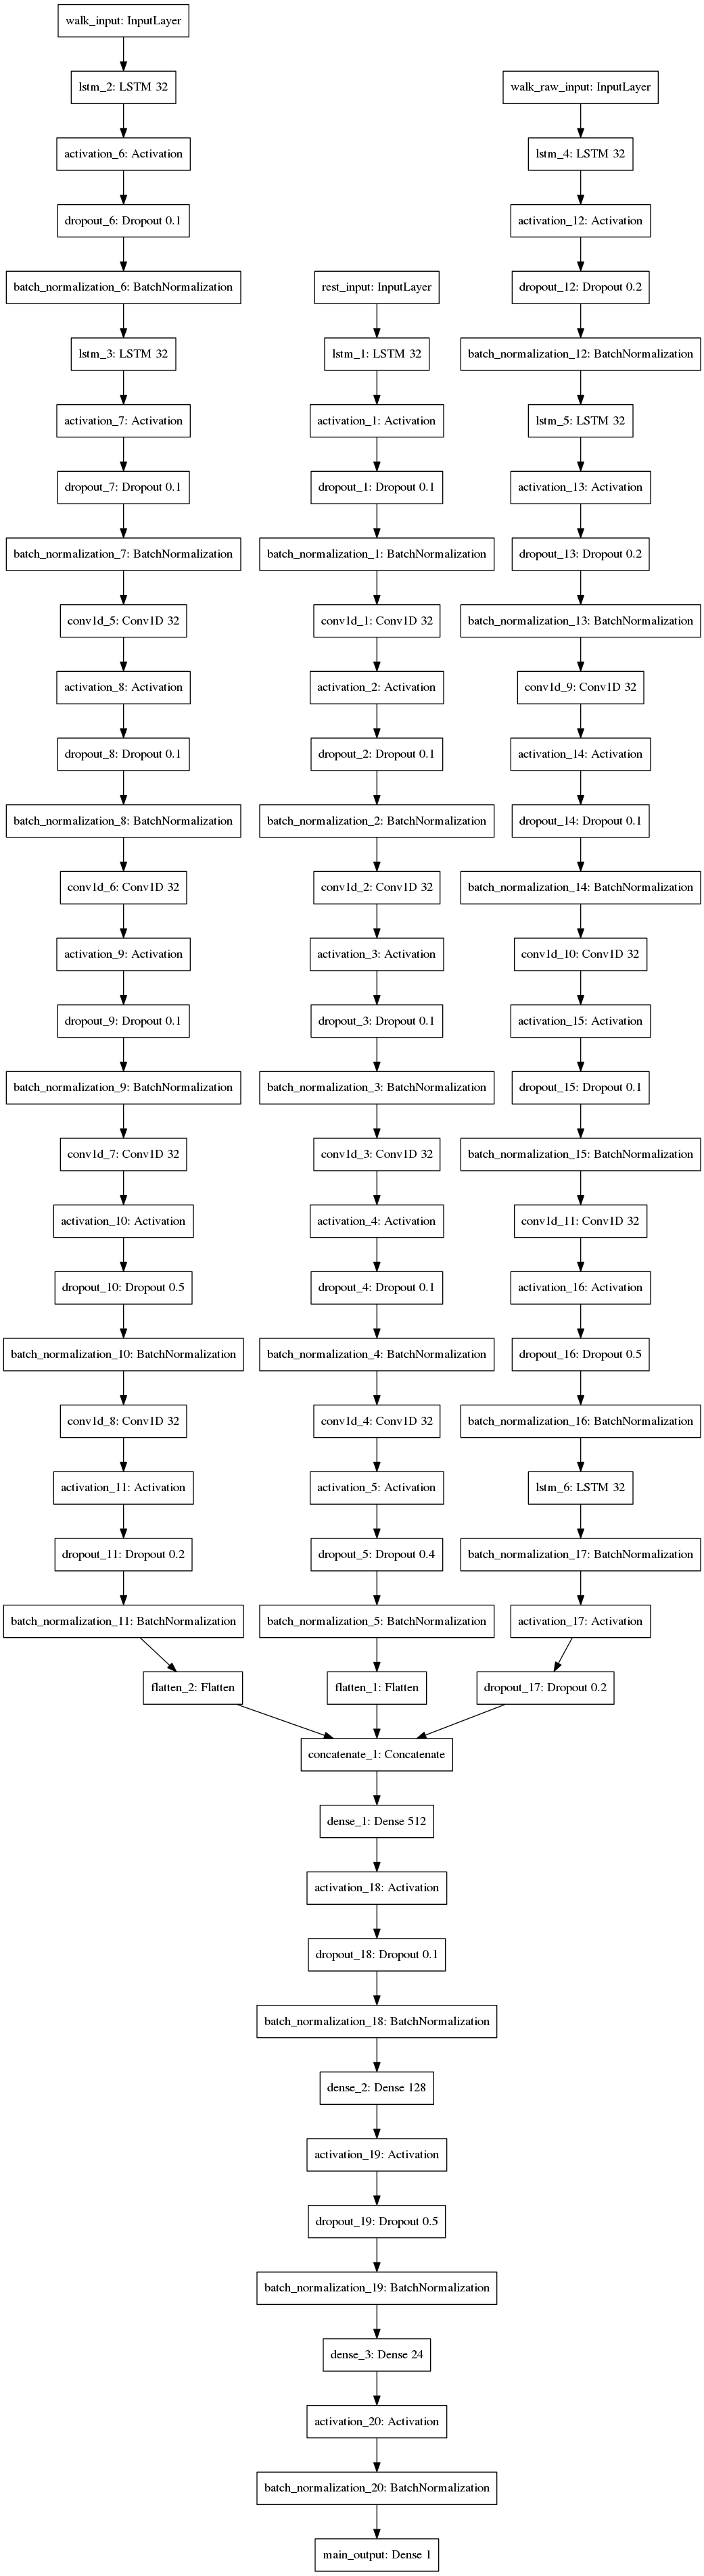 walk_input: InputLayer
lstm_2: LSTM 32
activation_6: Activation
dropout_6: Dropout 0.1
batch_normalization_6: BatchNormalization
lstm_3: LSTM 32
activation_7: Activation
dropout_7: Dropout 0.1
batch_normalization_7: BatchNormalization
conv1d_5: Conv1D 32
activation_8: Activation
dropout_8: Dropout 0.1
batch_normalization_8: BatchNormalization
conv1d_6: Conv1D 32
activation_9: Activation
dropout_9: Dropout 0.1
batch_normalization_9: BatchNormalization
conv1d_7: Conv1D 32
activation_10: Activation
dropout_10: Dropout 0.5
batch_normalization_10: BatchNormalization
conv1d_8: Conv1D 32
activation_11: Activation
dropout_11: Dropout 0.2
batch_normalization_11: BatchNormalization
flatten_2: Flatten
rest_input: InputLayer
lstm_1: LSTM 32
activation_1: Activation
dropout_1: Dropout 0.1
batch_normalization_1: BatchNormalization
conv1d_1: Conv1D 32
activation_2: Activation
dropout_2: Dropout 0.1
batch_normalization_2: BatchNormalization
conv1d_2: Conv1D 32
activation_3: Activation
dropout_3: Dropout 0.1
batch_normalization_3: BatchNormalization
conv1d_3: Conv1D 32
activation_4: Activation
dropout_4: Dropout 0.1
batch_normalization_4: BatchNormalization
conv1d_4: Conv1D 32
activation_5: Activation
dropout_5: Dropout 0.4
batch_normalization_5: BatchNormalization
flatten_1: Flatten
walk_raw_input: InputLayer
lstm_4: LSTM 32
activation_12: Activation
dropout_12: Dropout 0.2
batch_normalization_12: BatchNormalization
lstm_5: LSTM 32
activation_13: Activation
dropout_13: Dropout 0.2
batch_normalization_13: BatchNormalization
conv1d_9: Conv1D 32
activation_14: Activation
dropout_14: Dropout 0.1
batch_normalization_14: BatchNormalization
conv1d_10: Conv1D 32
activation_15: Activation
dropout_15: Dropout 0.1
batch_normalization_15: BatchNormalization
conv1d_11: Conv1D 32
activation_16: Activation
dropout_16: Dropout 0.5
batch_normalization_16: BatchNormalization
lstm_6: LSTM 32
batch_normalization_17: BatchNormalization
activation_17: Activation
dropout_17: Dropout 0.2
concatenate_1: Concatenate
dense_1: Dense 512
activation_18: Activation
dropout_18: Dropout 0.1
batch_normalization_18: BatchNormalization
dense_2: Dense 128
activation_19: Activation
dropout_19: Dropout 0.5
batch_normalization_19: BatchNormalization
dense_3: Dense 24
activation_20: Activation
batch_normalization_20: BatchNormalization
main_output: Dense 1